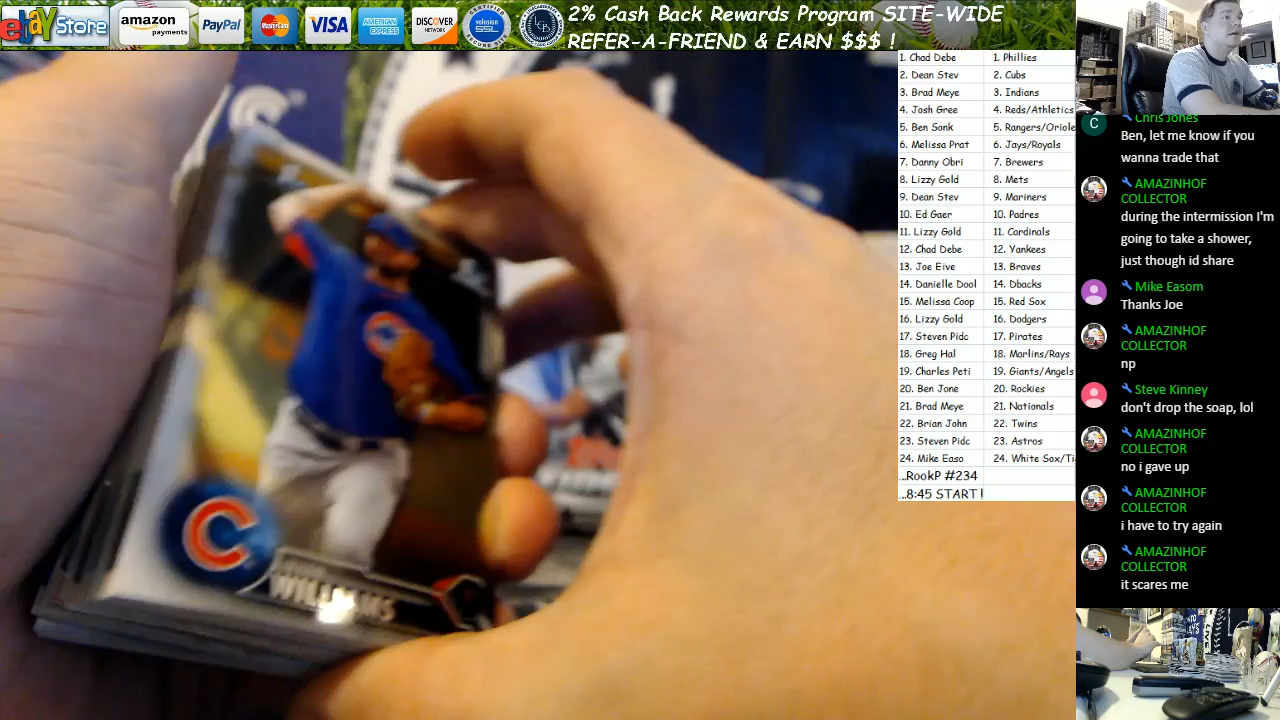 ebay Store
amazon
payments
PayPal
MasterCard
VISA
AMERICAN
EXPRESS
DISCOVER
NETWORK
CERTIFIED
volusion
SSL
SECURE
2% Cash Back Rewards Program SITE-WIDE
REFER-A-FRIEND & EARN $$$ !
1. Chad Debe 1. Phillies
2. Dean Stev 2. Cubs
3. Brad Meye 3. Indians
4. Josh Gree 4. Reds/Athletics
5. Ben Sonk 5. Rangers/Oriole
6. Melissa Prat 6. Jays/Royals
7. Danny Obri 7. Brewers
8. Lizzy Gold 8. Mets
9. Dean Stev 9. Mariners
10. Ed Gaer 10. Padres
11. Lizzy Gold 11. Cardinals
12. Chad Debe 12. Yankees
13. Joe Eive 13. Braves
14. Danielle Dool 14. Dbacks
15. Melissa Coop 15. Red Sox
16. Lizzy Gold 16. Dodgers
17. Steven Pidc 17. Pirates
18. Greg Hal 18. Marlins/Rays
19. Charles Peti 19. Giants/Angels
20. Ben Jone 20. Rockies
21. Brad Meye 21. Nationals
22. Brian John 22. Twins
23. Steven Pidc 23. Astros
24. Mike Easo 24. White Sox/Ti
...RookP #234
...8:45 START!
C
Chris Jones
Ben, let me know if you
wanna trade that
AMAZINHOF
COLLECTOR
during the intermission I'm
going to take a shower,
just though id share
Mike Easom
Thanks Joe
AMAZINHOF
COLLECTOR
np
Steve Kinney
don't drop the soap, lol
AMAZINHOF
COLLECTOR
no i gave up
AMAZINHOF
COLLECTOR
i have to try again
AMAZINHOF
COLLECTOR
it scares me
C
WILLIAMS